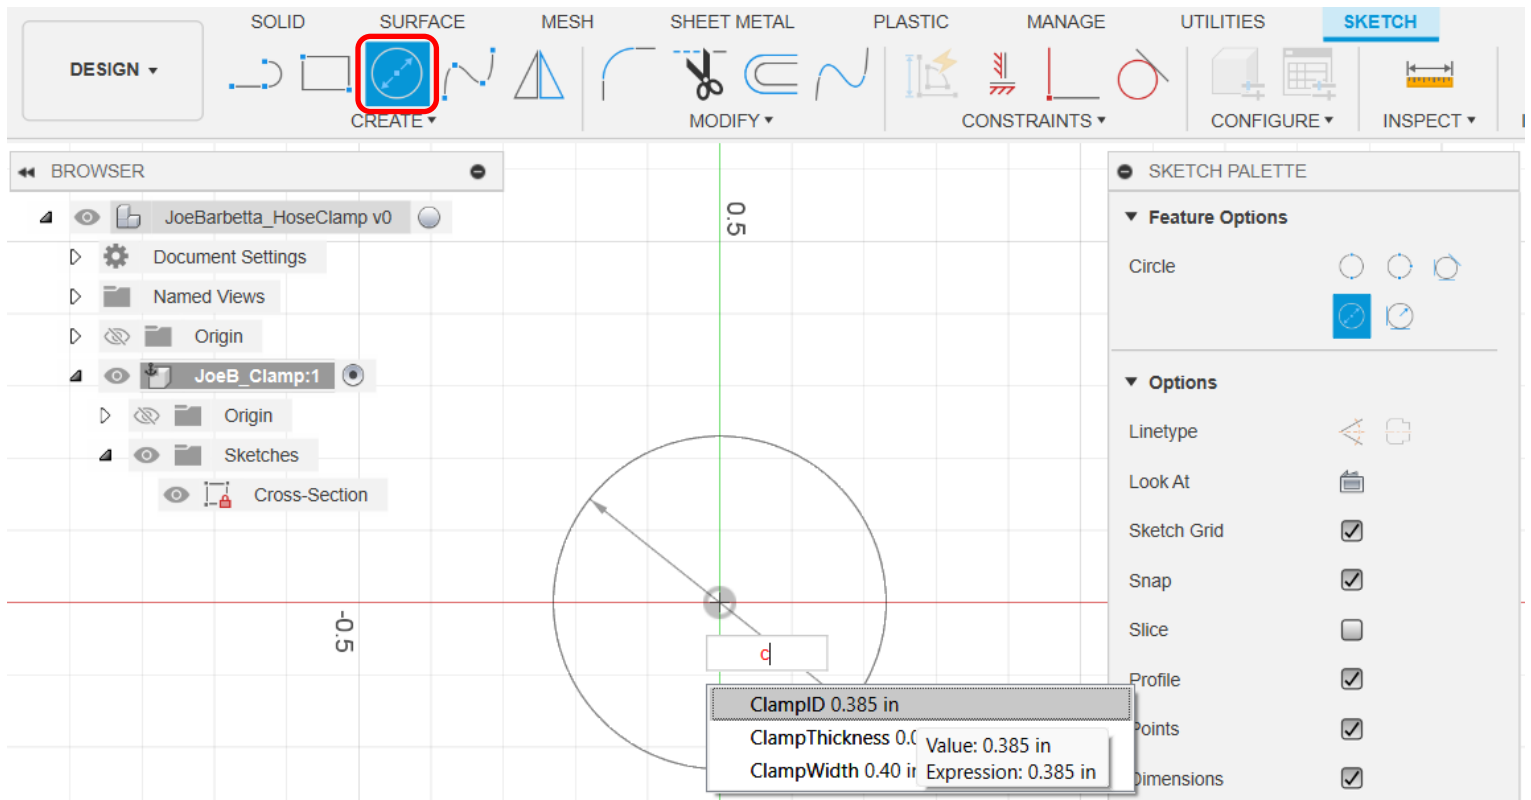 SOLID SURFACE MESH SHEET METAL PLASTIC MANAGE UTILITIES SKETCH
DESIGN
CREATE MODIFY CONSTRAINTS CONFIGURE INSPECT
BROWSER
JoeBarbetta_HoseClamp v0
Document Settings
Named Views
Origin
JoeB_Clamp:1
Origin
Sketches
Cross-Section
0.5
-0.5
c
ClampID 0.385 in
ClampThickness
ClampWidth 0.40
Value: 0.385 in
Expression: 0.385 in
SKETCH PALETTE
Feature Options
Circle
Options
Linetype
Look At
Sketch Grid
Snap
Slice
Profile
Points
Dimensions